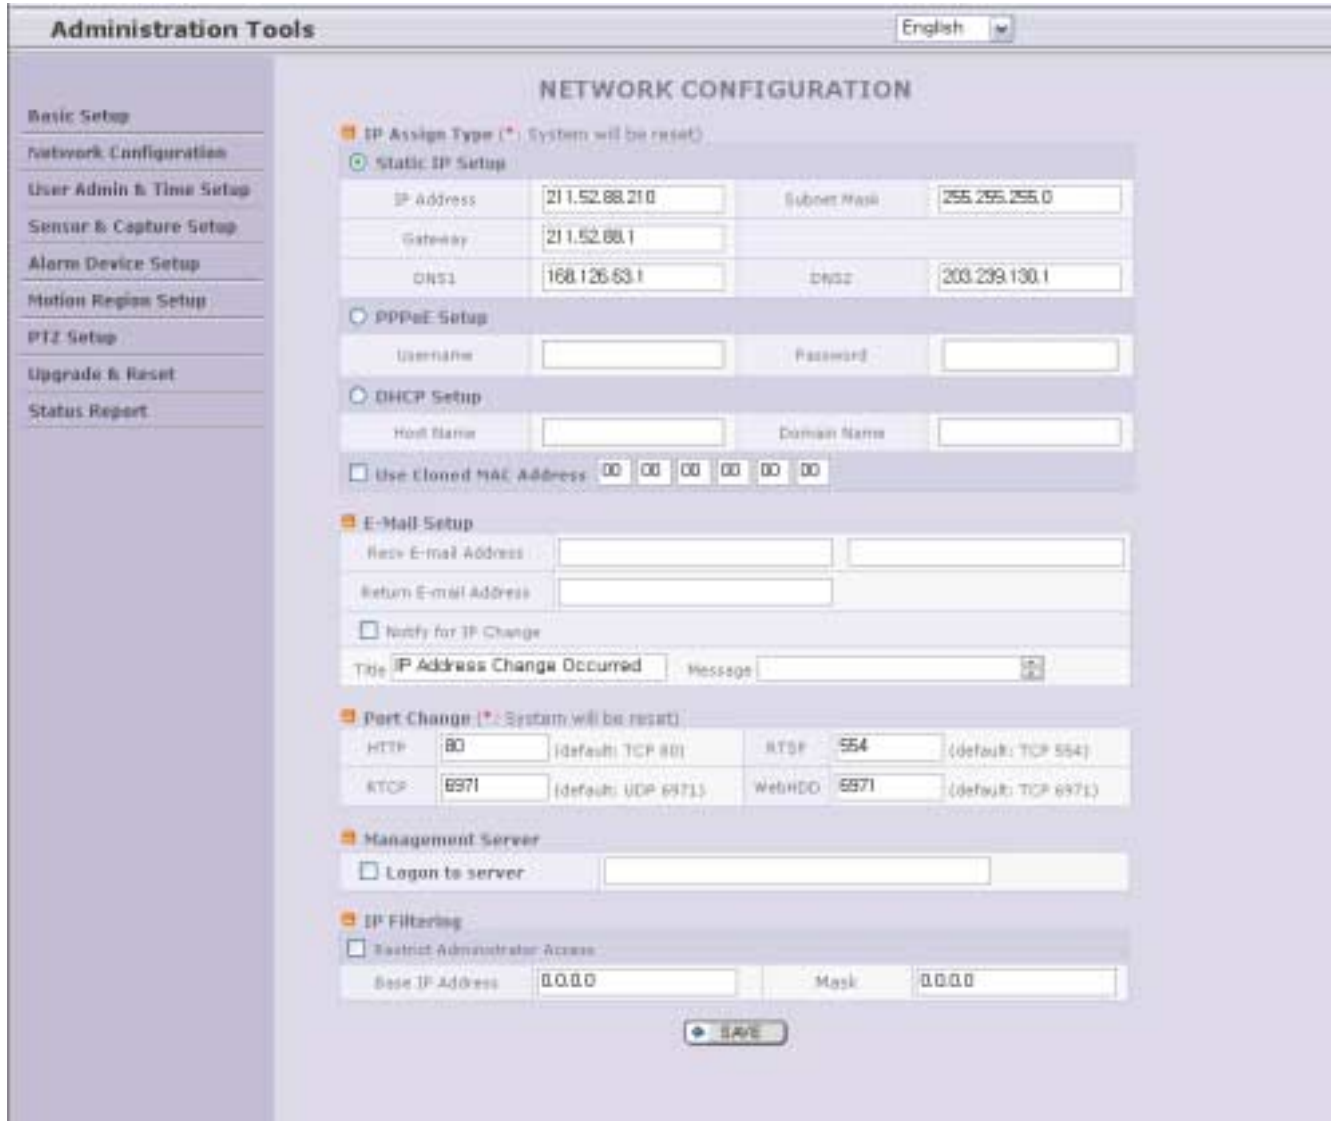 Administration Tools English
Basic Setup
Network Configuration
User Admin & Time Setup
Sensor & Capture Setup
Alarm Device Setup
Motion Region Setup
PTZ Setup
Upgrade & Reset
Status Report
NETWORK CONFIGURATION
IP Assign Type (*: System will be reset)
Static IP Setup
IP Address 211.52.88.210 Subnet Mask 255.255.255.0
Gateway 211.52.88.1
DNS1 168.126.63.1 DNS2 203.239.130.1
PPPoE Setup
Username Password
DHCP Setup
Host Name Domain Name
Use Cloned MAC Address 00 00 00 00 00 00
E-Mail Setup
Recv E-mail Address
Return E-mail Address
Notify for IP Change
Title IP Address Change Occurred Message
Port Change (*: System will be reset)
HTTP 80 (default: TCP 80) RTSP 554 (default: TCP 554)
RTCP 6971 (default: UDP 6971) WebHDD 6971 (default: TCP 6971)
Management Server
Logon to server
IP Filtering
Restrict Administrator Access
Base IP Address 0.0.0.0 Mask 0.0.0.0
SAVE